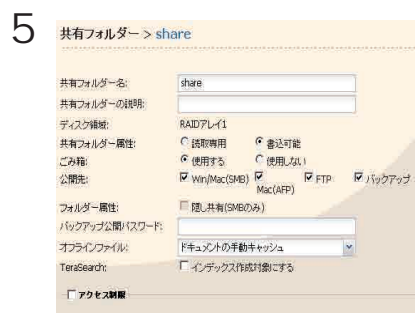 5
共有フォルダー > share
共有フォルダー名: share
共有フォルダーの説明:
ディスク領域: RAIDアレイ1
共有フォルダー属性: 読取専用 書込可能
ごみ箱: 使用する 使用しない
公開先: Win/Mac(SMB) Mac(AFP) FTP バックアップ
フォルダー属性: 隠し共有(SMBのみ)
バックアップ公開パスワード:
オフラインファイル: ドキュメントの手動キャッシュ
TeraSearch: インデックス作成対象にする
アクセス制限